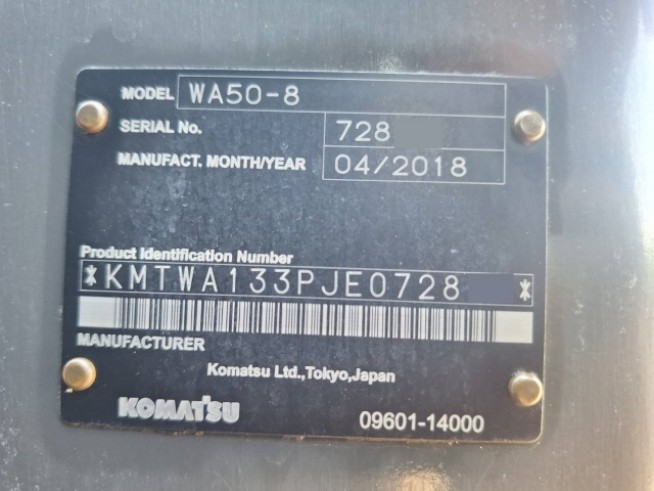 MODEL WA50-8
SERIAL No. 728
MANUFACT. MONTH/YEAR 04/2018
Product Identification Number
*KMTWA133PJE0728 *
MANUFACTURER
Komatsu Ltd.,Tokyo,Japan
KOMATSU
09601-14000